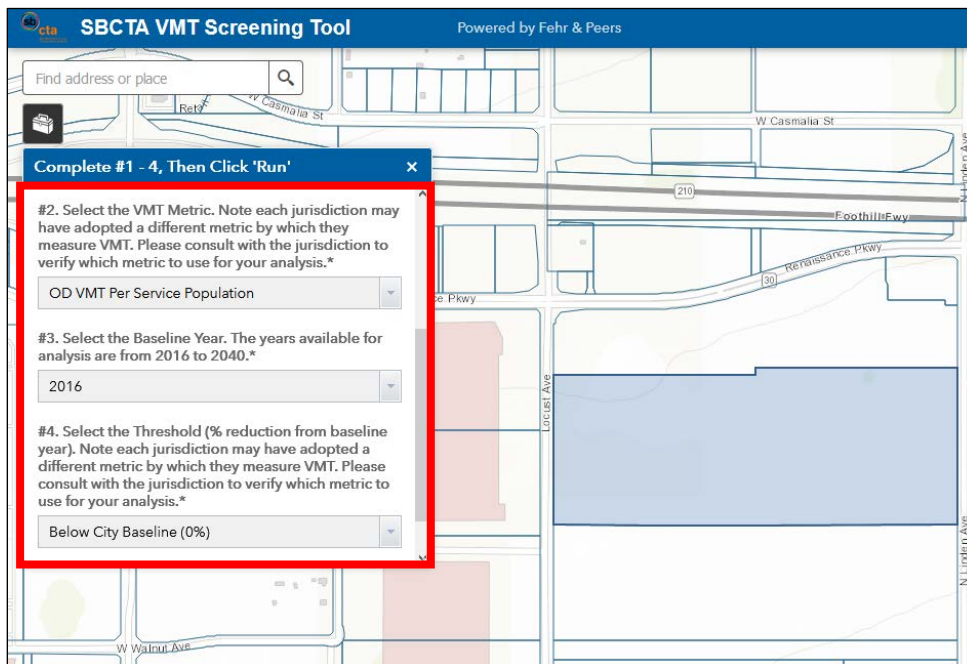 sb
cta
SBCTA VMT Screening Tool
Powered by Fehr & Peers
Find address or place
W Casmalia St
W Casmalia St
N Linden Ave
Complete #1 - 4, Then Click 'Run'
×
#2. Select the VMT Metric. Note each jurisdiction may
have adopted a different metric by which they
measure VMT. Please consult with the jurisdiction to
verify which metric to use for your analysis.*
OD VMT Per Service Population
210
Foothill Fwy
Renaissance Pkwy
30
ce Pkwy
#3. Select the Baseline Year. The years available for
analysis are from 2016 to 2040.*
2016
Locust Ave
#4. Select the Threshold (% reduction from baseline
year). Note each jurisdiction may have adopted a
different metric by which they measure VMT. Please
consult with the jurisdiction to verify which metric to
use for your analysis.*
Below City Baseline (0%)
N Linden Ave
W Walnut Ave